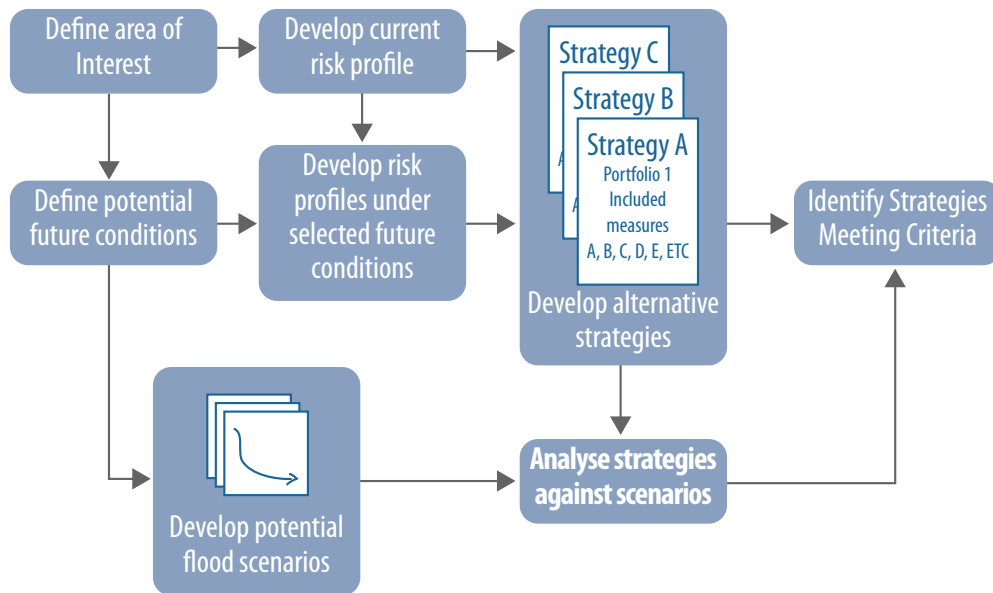 Define area of
Interest
Develop current
risk profile
Strategy C
A
Strategy B
A
Strategy A
Portfolio 1
Included
measures
A, B, C, D, E, ETC
Develop alternative
strategies
Define potential
future conditions
Develop risk
profiles under
selected future
conditions
Identify Strategies
Meeting Criteria
Develop potential
flood scenarios
Analyse strategies
against scenarios